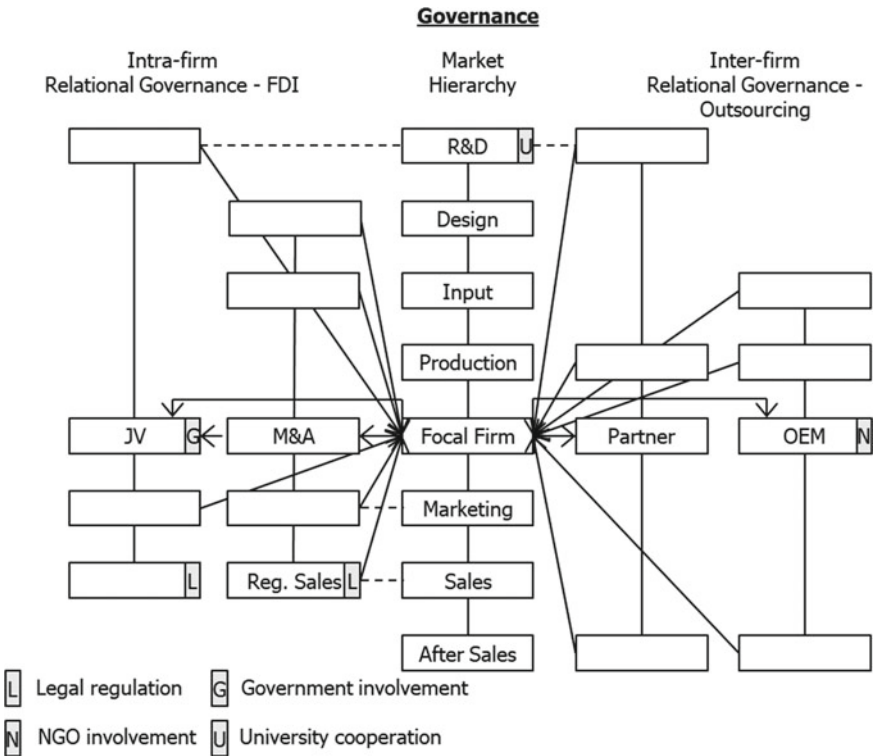 Governance
Intra-firm
Relational Governance - FDI
Market
Hierarchy
Inter-firm
Relational Governance -
Outsourcing
R&D U
Design
Input
Production
JV G
M&A
Focal Firm
Partner
OEM N
Marketing
L
Reg. Sales L
Sales
After Sales
L Legal regulation
G Government involvement
N NGO involvement
U University cooperation